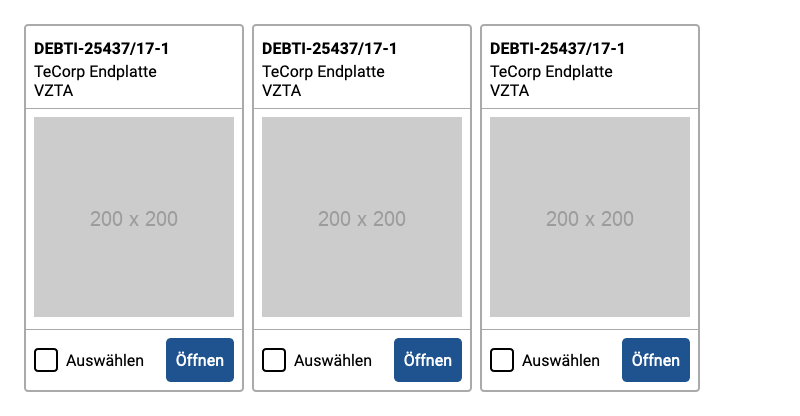 DEBTI-25437/17-1
TeCorp Endplatte
VZTA
200 x 200
Auswählen
Öffnen
DEBTI-25437/17-1
TeCorp Endplatte
VZTA
200 x 200
Auswählen
Öffnen
DEBTI-25437/17-1
TeCorp Endplatte
VZTA
200 x 200
Auswählen
Öffnen